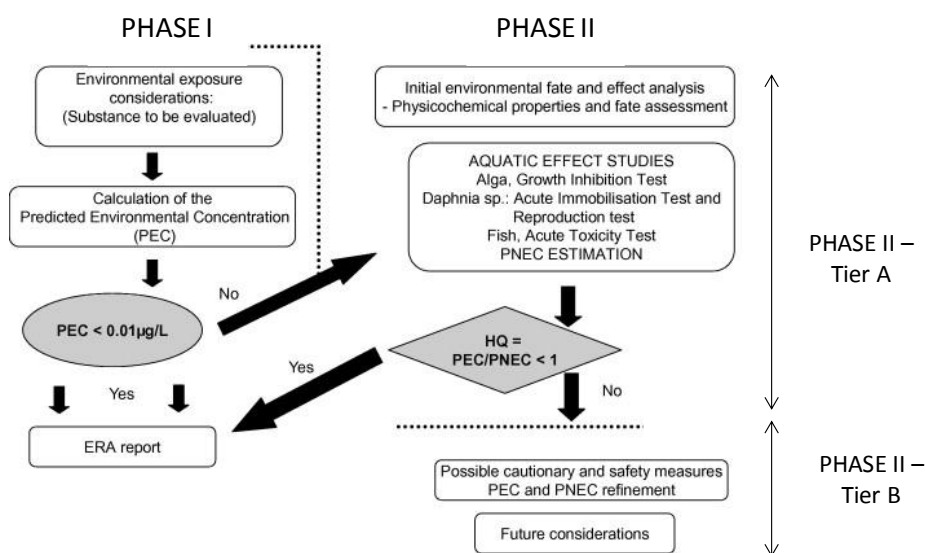 PHASE I
Environmental exposure
considerations:
(Substance to be evaluated)
Calculation of the
Predicted Environmental Concentration
(PEC)
PEC < 0.01µg/L
No
Yes
ERA report
PHASE II
Initial environmental fate and effect analysis
- Physicochemical properties and fate assessment
AQUATIC EFFECT STUDIES
Alga, Growth Inhibition Test
Daphnia sp.: Acute Immobilisation Test and
Reproduction test
Fish, Acute Toxicity Test
PNEC ESTIMATION
HQ =
PEC/PNEC < 1
Yes
No
Possible cautionary and safety measures
PEC and PNEC refinement
Future considerations
PHASE II –
Tier A
PHASE II –
Tier B